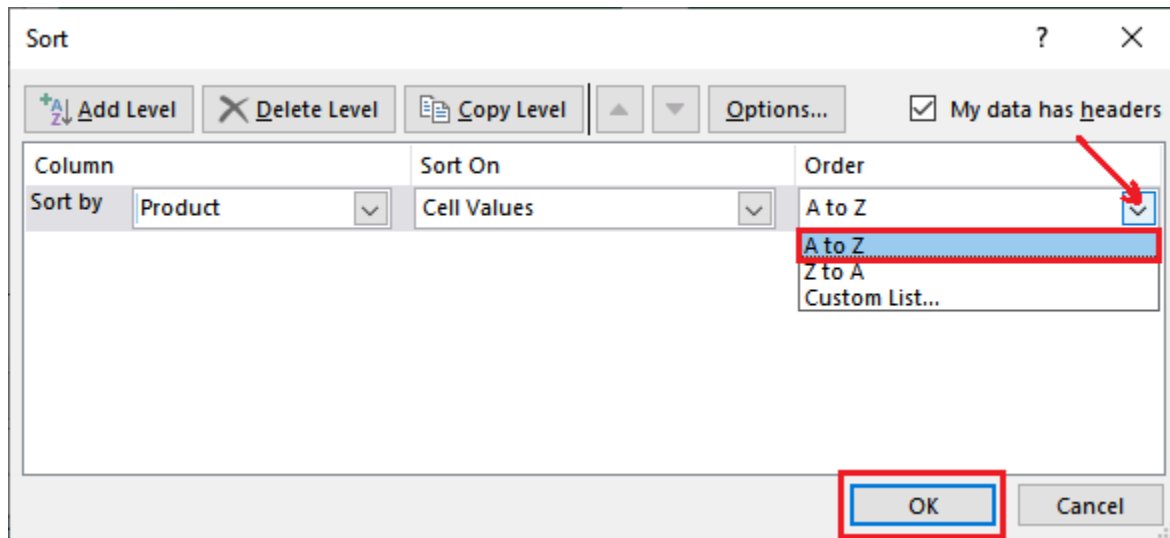 Sort ?
Add Level Delete Level Copy Level Options... My data has headers
Column Sort On Order
Sort by Product Cell Values A to Z
A to Z
Z to A
Custom List...
OK Cancel